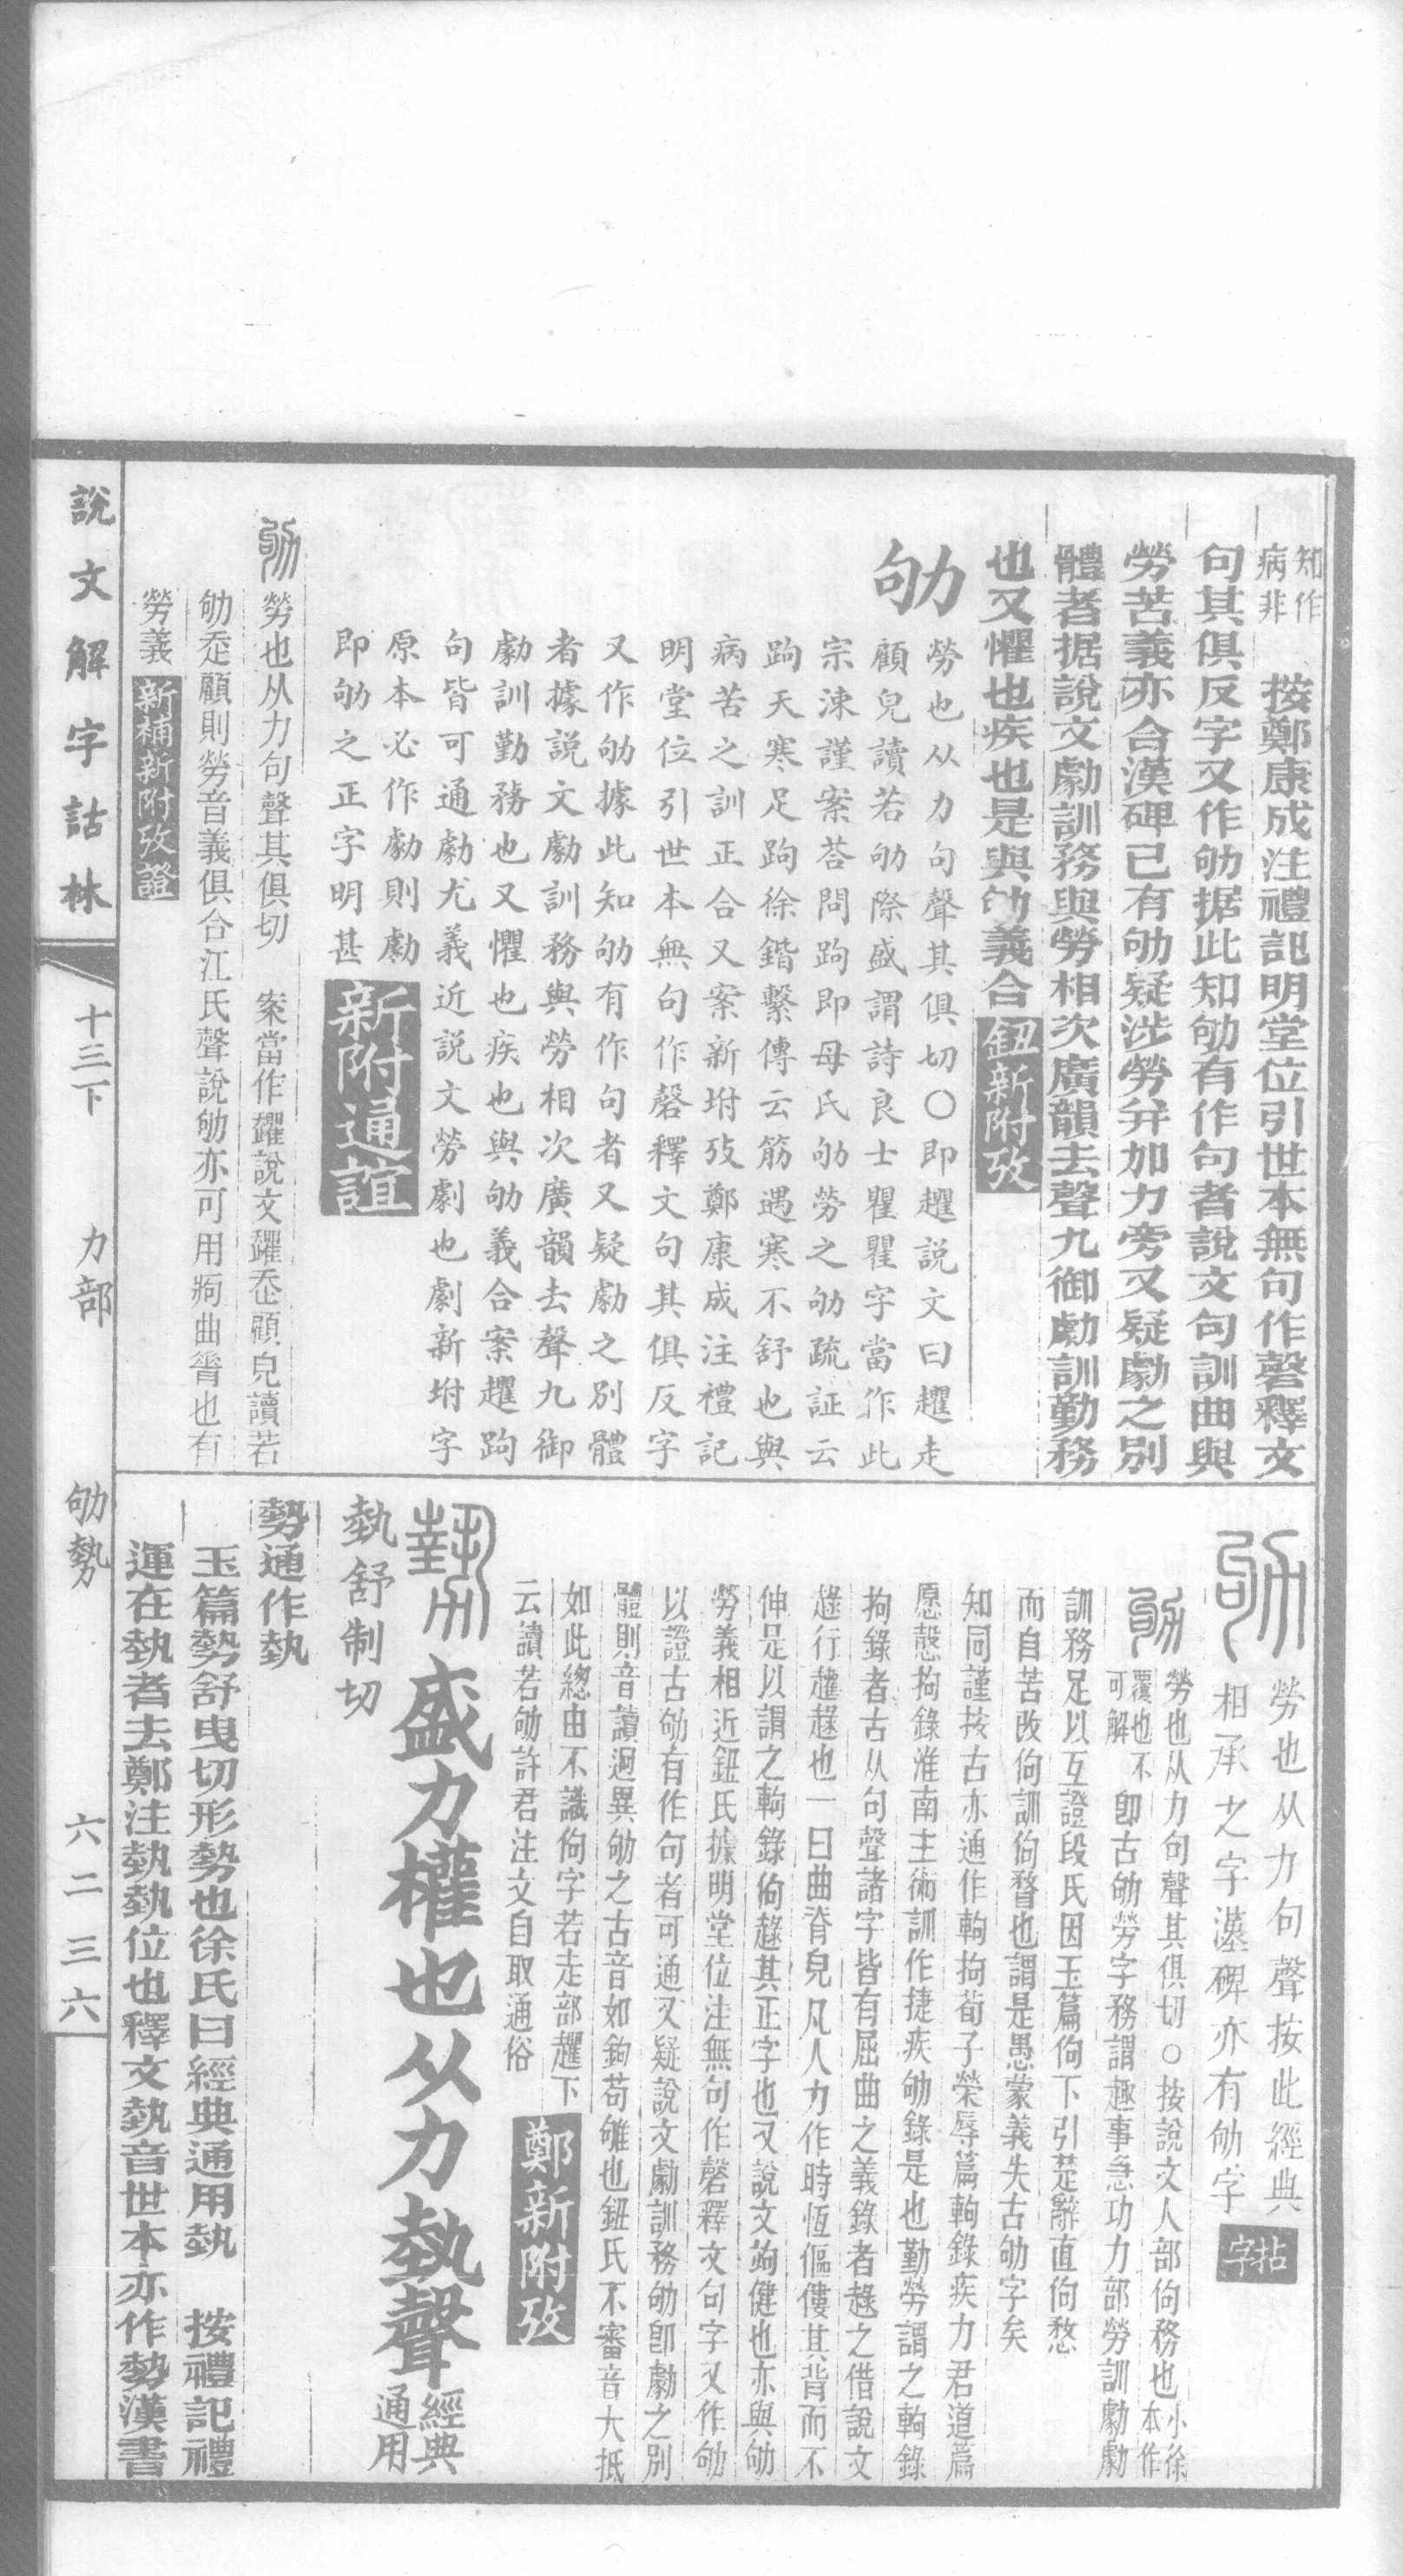 知作
病非
按鄭康成注禮記明堂位引世本無句作磬釋文
句其俱反字又作劬据此知劬有作句者說文句訓曲與
勞苦義亦合漢碑已有劬疑涉勞弁加力旁又疑勮之別
體者据說文勮訓務與勞相次廣韻去聲九御勮訓勤務
也又懼也疾也是與劬義合 鈕新附攷
劬
勞也从力句聲其俱切〇即趯說文曰趯走
顧皃讀若劬際盛謂詩良士瞿瞿字當作此
宗涑謹案荅問跔即母氏劬勞之劬疏証云
跔天寒足跔徐鍇繫傳云筋遇寒不舒也與
病苦之訓正合又案新坿攷鄭康成注禮記
明堂位引世本無句作磬釋文句其俱反字
又作劬據此知劬有作句者又疑勮之別體
者據説文勮訓務與勞相次廣韻去聲九御
勮訓勤務也又懼也疾也與劬義合案趯跔
句皆可通勮尤義近説文勞劇也劇新坿字
原本必作勮則勮
即劬之正字明甚 新附通誼
劬
勞也从力句聲其俱切 案當作躣說文躣
顧皃讀若
劬
顧則勞音義俱合江氏聲說劬亦可用痀曲脊也有
勞義 新補新附攷證
劬
勞也从力句聲按此經典
相承之字漢碑亦有劬字 拈字
劬
勞也从力句聲其俱切〇按說文人部佝務也小徐本作
覆也不可解
即古劬勞字務謂趣事急功力部勞訓勮勮
訓務足以互證段氏因玉篇佝下引楚辭直佝愗
而自苦改佝訓佝瞀也謂是愚蒙義失古劬字矣
知同謹按古亦通作軥拘荀子榮辱篇軥錄疾力君道篇
愿愨拘錄淮南主術訓作捷疾劬錄是也勤勞謂之軥錄
拘錄者古从句聲諸字皆有屈曲之義錄者趢之借說文
趢行趢趢也一曰曲脊皃凡人力作時恆傴僂其背而不
伸是以謂之軥錄佝趢其正字也又說文竘健也亦與劬
勞義相近鈕氏據明堂位注無句作磬釋文句字又作劬
以證古劬有作句者可通又疑說文勮訓務劬卽勮之別
體則音讀迥異劬之古音如鉤苟雊也鈕氏不審音大抵
如此總由不識佝字若走部趯下
云讀若劬許君注文自取通俗 鄭新附攷
勢
盛力權也从力埶聲 經典通用
埶舒制切
勢通作埶
玉篇勢舒曳切形勢也徐氏曰經典通用埶 按禮記禮
運在埶者去鄭注埶埶位也釋文埶音世本亦作勢漢書
說文解字詁林
十三下
力部
劬勢
六二三六